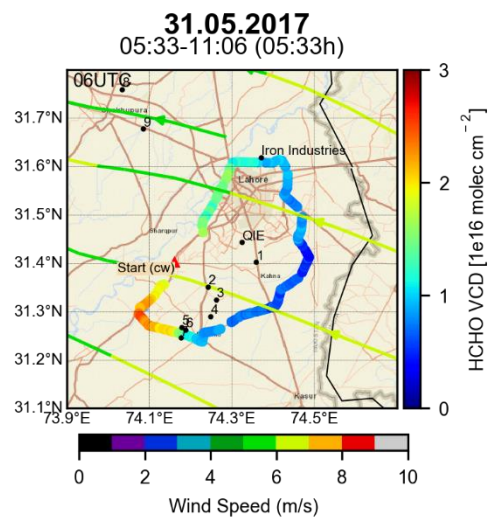 31.05.2017
05:33-11:06 (05:33h)
06UTC
9
Iron Industries
Lahore
Sharqpur
OIE
1
Start (cw)
Kahna
2
3
4
5
6
Kasur
31.7°N
31.6°N
31.5°N
31.4°N
31.3°N
31.2°N
31.1°N
73.9°E 74.1°E 74.3°E 74.5°E
3
2
1
0
HCHO VCD [1e16 molec cm⁻²]
0 2 4 6 8 10
Wind Speed (m/s)